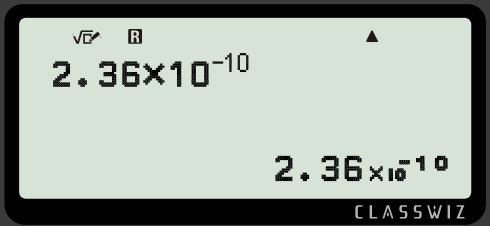 √▭ R ▲
2.36×10⁻¹⁰
2.36×10⁻¹⁰
CLASSWIZ